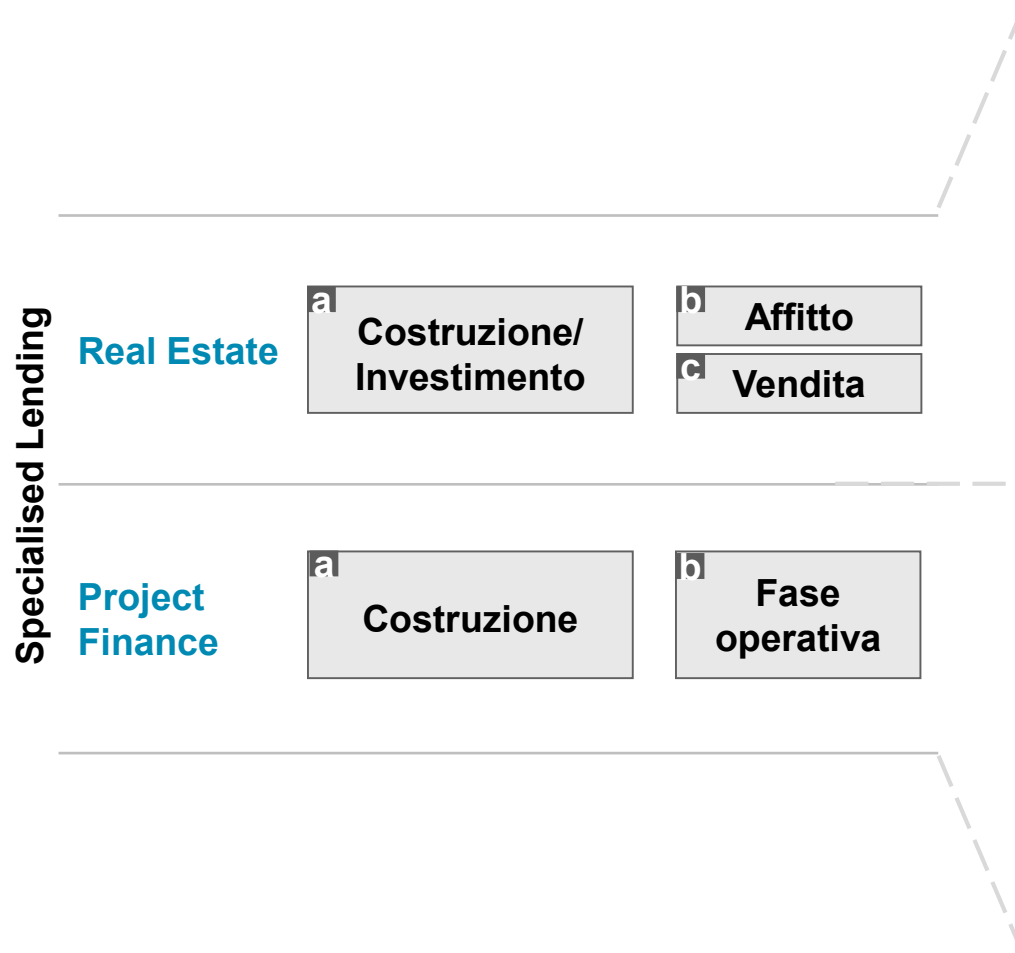 Specialised Lending
Real Estate
a
Costruzione/
Investimento
b
Affitto
c
Vendita
Project
Finance
a
Costruzione
b
Fase
operativa